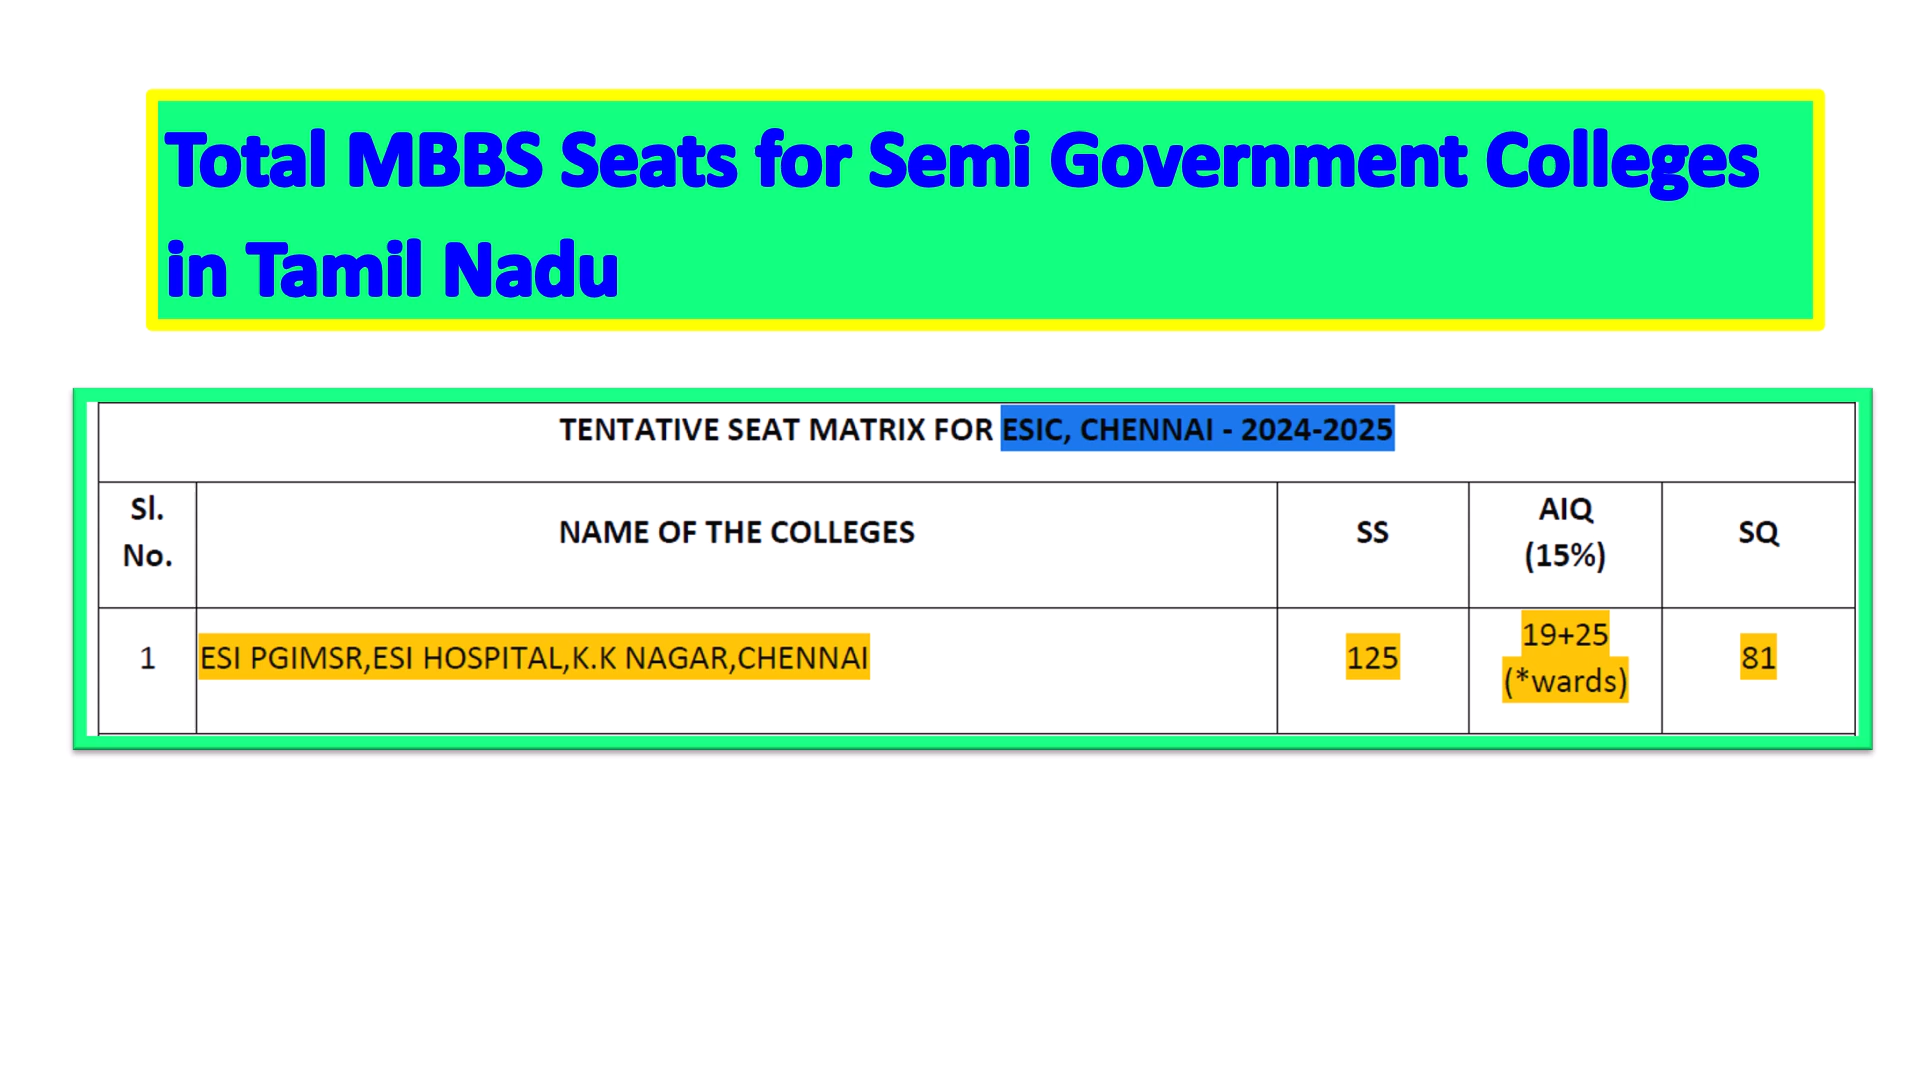 Total MBBS Seats for Semi Government Colleges
in Tamil Nadu
TENTATIVE SEAT MATRIX FOR ESIC, CHENNAI - 2024-2025
Sl.
No.
NAME OF THE COLLEGES
SS
AIQ
(15%)
SQ
1
ESI PGIMSR,ESI HOSPITAL,K.K NAGAR,CHENNAI
125
19+25
(*wards)
81